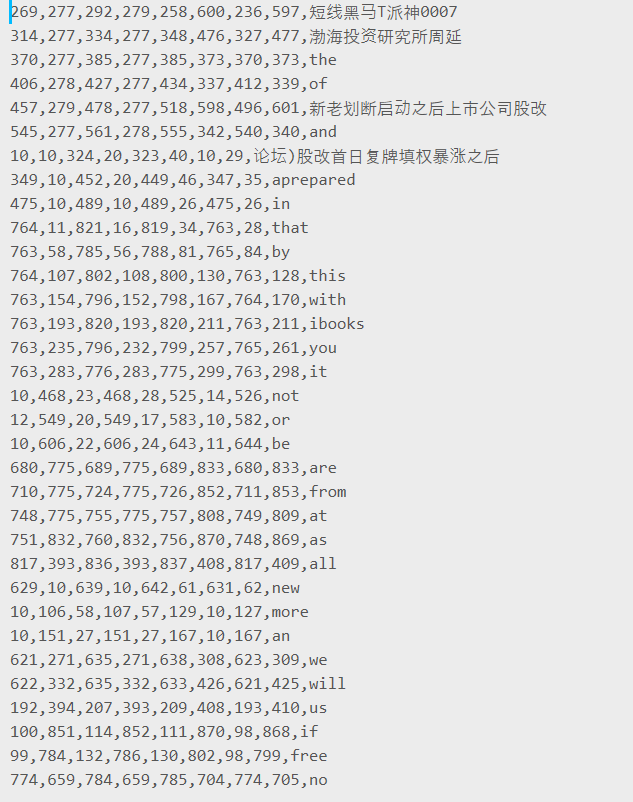 269,277,292,279,258,600,236,597,短线黑马T派神0007
314,277,334,277,348,476,327,477,渤海投资研究所周延
370,277,385,277,385,373,370,373,the
406,278,427,277,434,337,412,339,of
457,279,478,277,518,598,496,601,新老划断启动之后上市公司股改
545,277,561,278,555,342,540,340,and
10,10,324,20,323,40,10,29,论坛)股改首日复牌填权暴涨之后
349,10,452,20,449,46,347,35,aprepared
475,10,489,10,489,26,475,26,in
764,11,821,16,819,34,763,28,that
763,58,785,56,788,81,765,84,by
764,107,802,108,800,130,763,128,this
763,154,796,152,798,167,764,170,with
763,193,820,193,820,211,763,211,ibooks
763,235,796,232,799,257,765,261,you
763,283,776,283,775,299,763,298,it
10,468,23,468,28,525,14,526,not
12,549,20,549,17,583,10,582,or
10,606,22,606,24,643,11,644,be
680,775,689,775,689,833,680,833,are
710,775,724,775,726,852,711,853,from
748,775,755,775,757,808,749,809,at
751,832,760,832,756,870,748,869,as
817,393,836,393,837,408,817,409,all
629,10,639,10,642,61,631,62,new
10,106,58,107,57,129,10,127,more
10,151,27,151,27,167,10,167,an
621,271,635,271,638,308,623,309,we
622,332,635,332,633,426,621,425,will
192,394,207,393,209,408,193,410,us
100,851,114,852,111,870,98,868,if
99,784,132,786,130,802,98,799,free
774,659,784,659,785,704,774,705,no